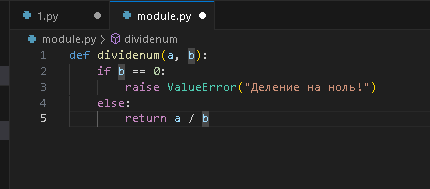 1.py module.py
module.py > dividenum
1 def dividenum(a, b):
2     if b == 0:
3         raise ValueError("Деление на ноль!")
4     else:
5         return a / b